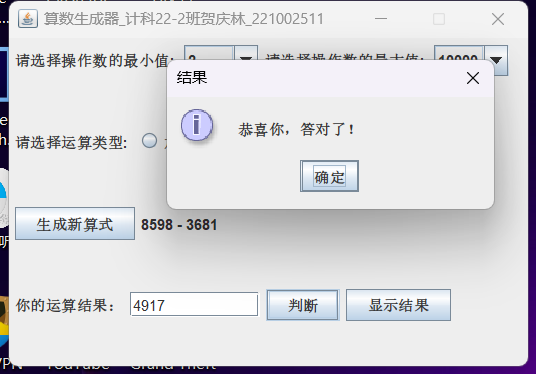 算数生成器_计科22-2班贺庆林_221002511
请选择操作数的最小值:
请选择操作数的最大值: 10000
结果
恭喜你，答对了！
确定
请选择运算类型:
生成新算式 8598 - 3681
你的运算结果： 4917 判断 显示结果
VPN YouTube Grand Theft